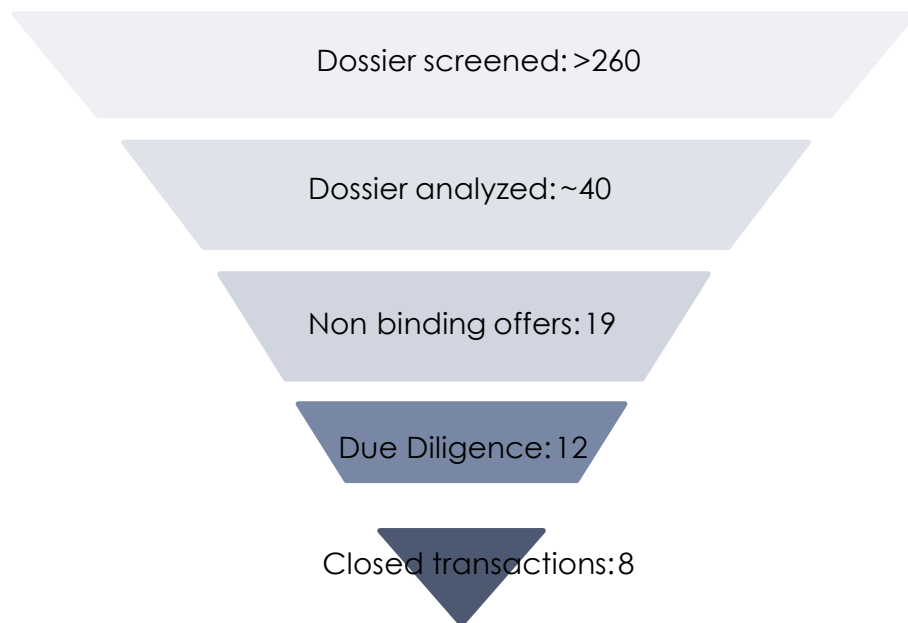 Dossier screened: >260
Dossier analyzed: ~40
Non binding offers: 19
Due Diligence: 12
Closed transactions: 8